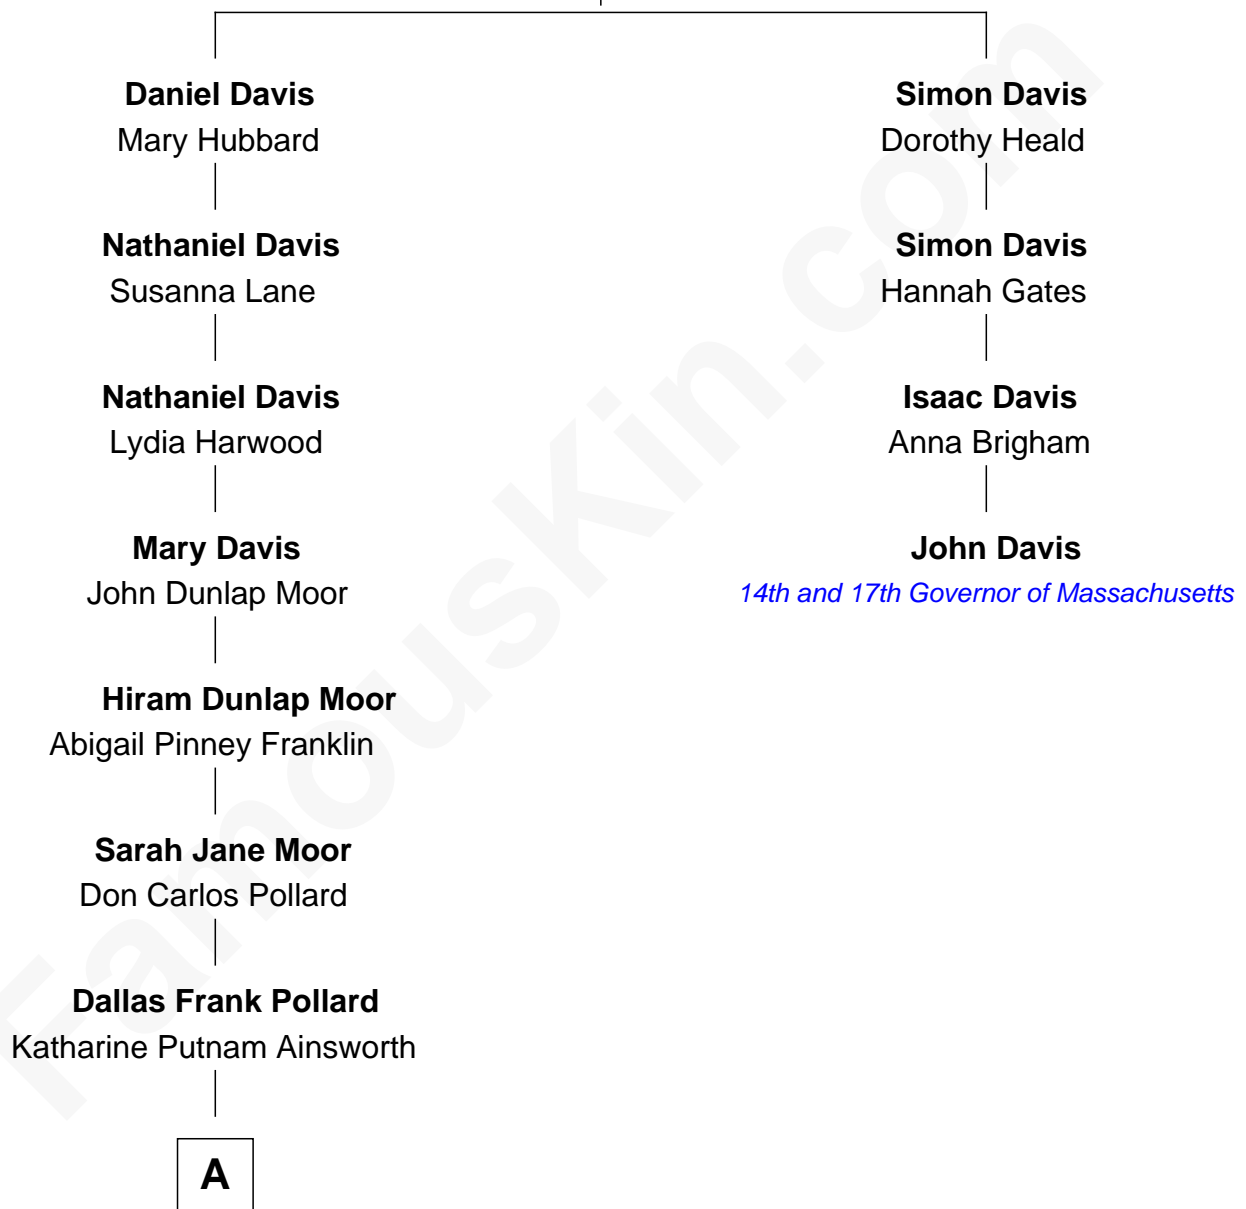 Daniel Davis
Mary Hubbard
Nathaniel Davis
Susanna Lane
Nathaniel Davis
Lydia Harwood
Mary Davis
John Dunlap Moor
Hiram Dunlap Moor
Abigail Pinney Franklin
Sarah Jane Moor
Don Carlos Pollard
Dallas Frank Pollard
Katharine Putnam Ainsworth
A
Simon Davis
Dorothy Heald
Simon Davis
Hannah Gates
Isaac Davis
Anna Brigham
John Davis
14th and 17th Governor of Massachusetts
FamousKin.com